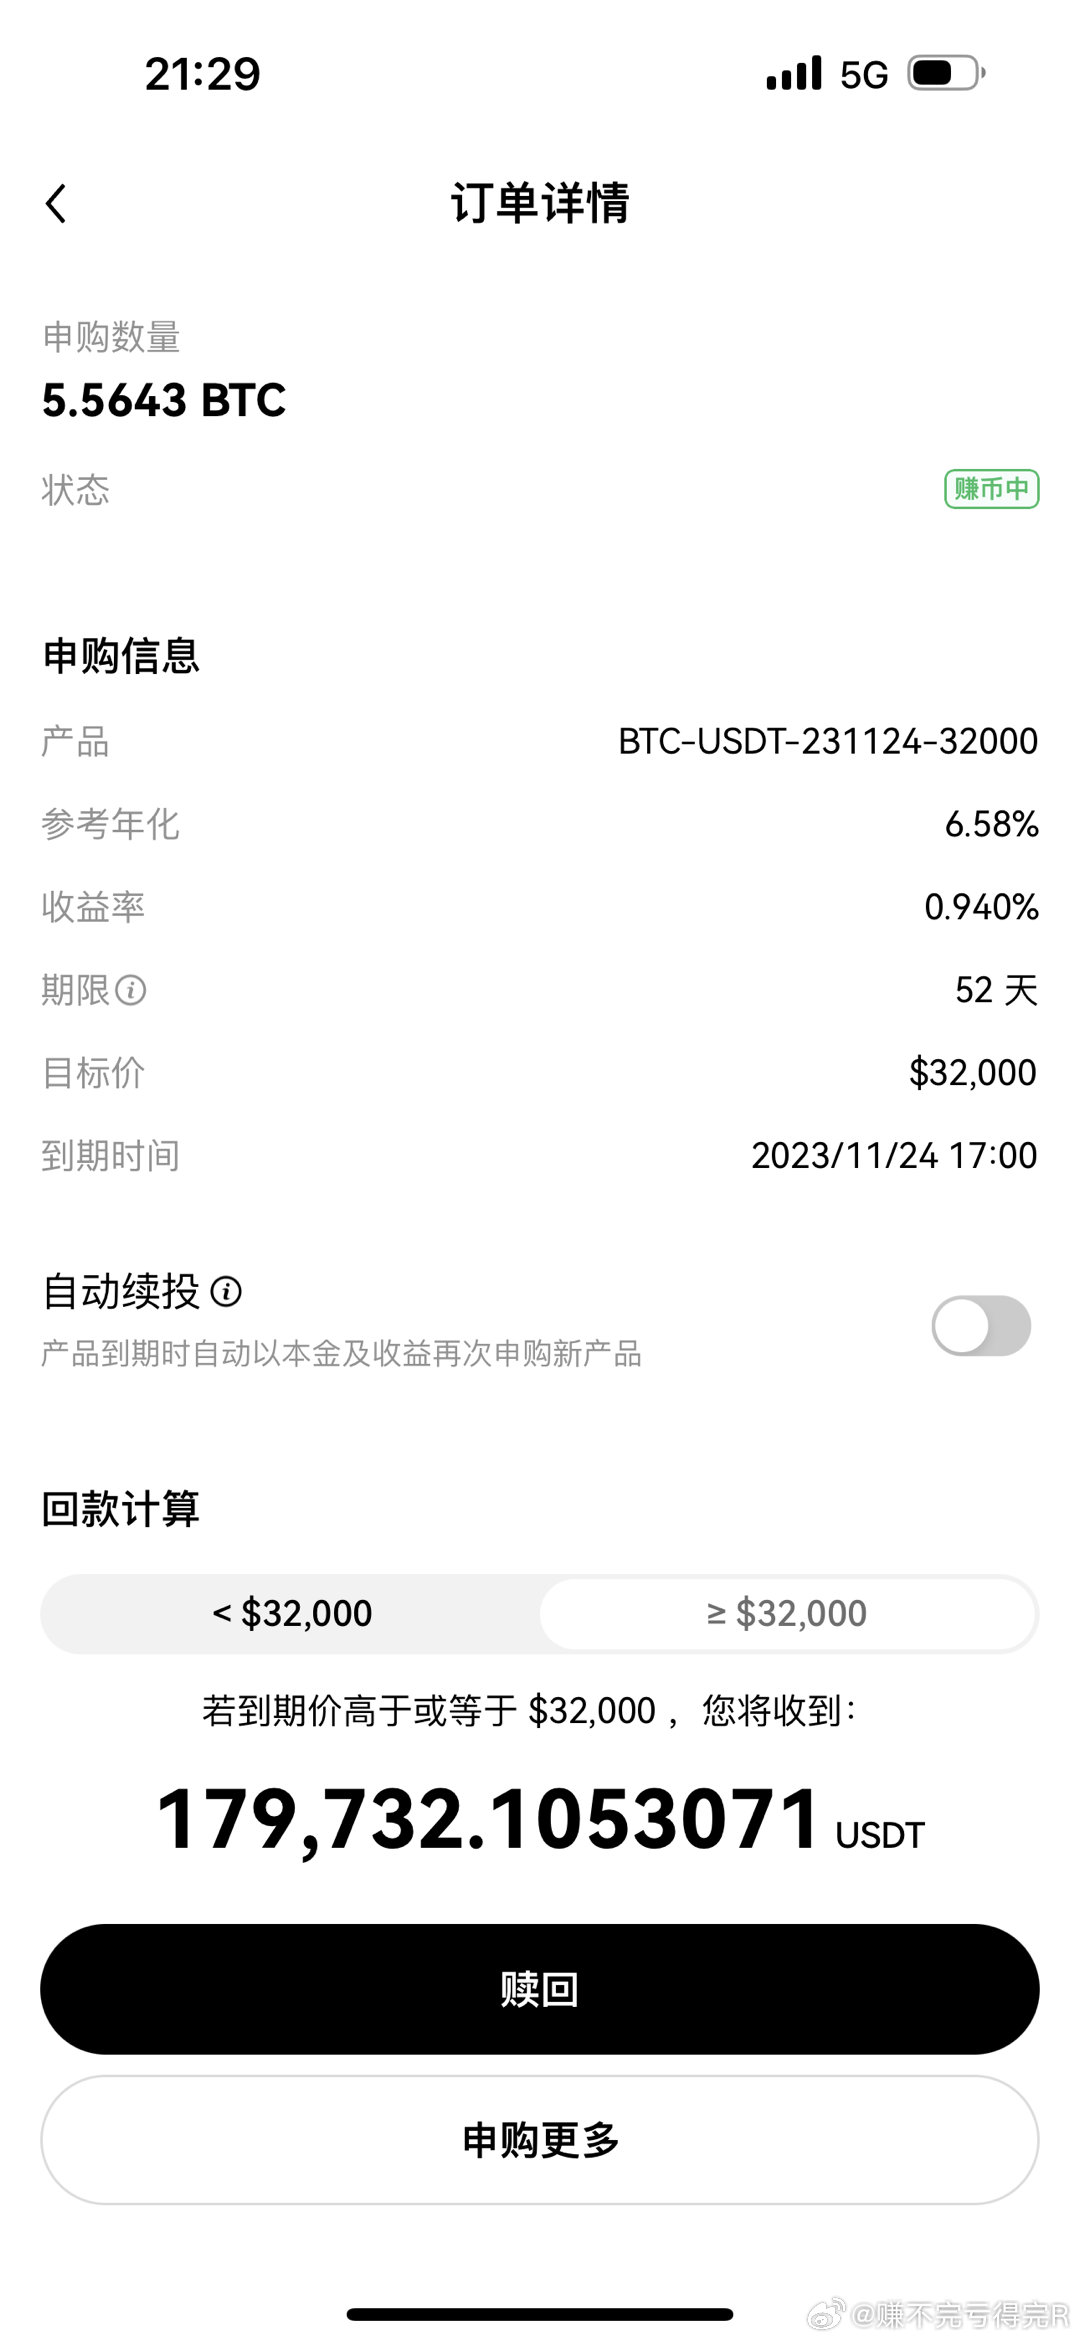 21:29
5G
订单详情
申购数量
5.5643 BTC
状态 赚币中
申购信息
产品 BTC-USDT-231124-32000
参考年化 6.58%
收益率 0.940%
期限 52 天
目标价 $32,000
到期时间 2023/11/24 17:00
自动续投
产品到期时自动以本金及收益再次申购新产品
回款计算
< $32,000 ≥ $32,000
若到期价高于或等于 $32,000 ，您将收到：
179,732.1053071 USDT
赎回
申购更多
@赚不完亏得完R